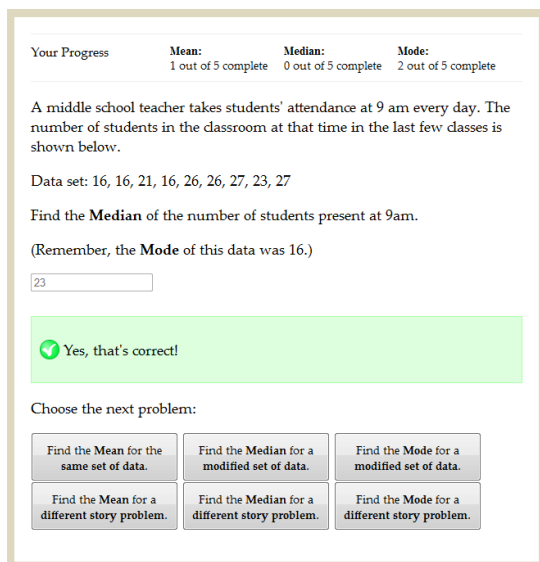 Your Progress
Mean:
1 out of 5 complete
Median:
0 out of 5 complete
Mode:
2 out of 5 complete
A middle school teacher takes students' attendance at 9 am every day. The
number of students in the classroom at that time in the last few classes is
shown below.
Data set: 16, 16, 21, 16, 26, 26, 27, 23, 27
Find the Median of the number of students present at 9am.
(Remember, the Mode of this data was 16.)
23
Yes, that's correct!
Choose the next problem:
Find the Mean for the
same set of data.
Find the Median for a
modified set of data.
Find the Mode for a
modified set of data.
Find the Mean for a
different story problem.
Find the Median for a
different story problem.
Find the Mode for a
different story problem.